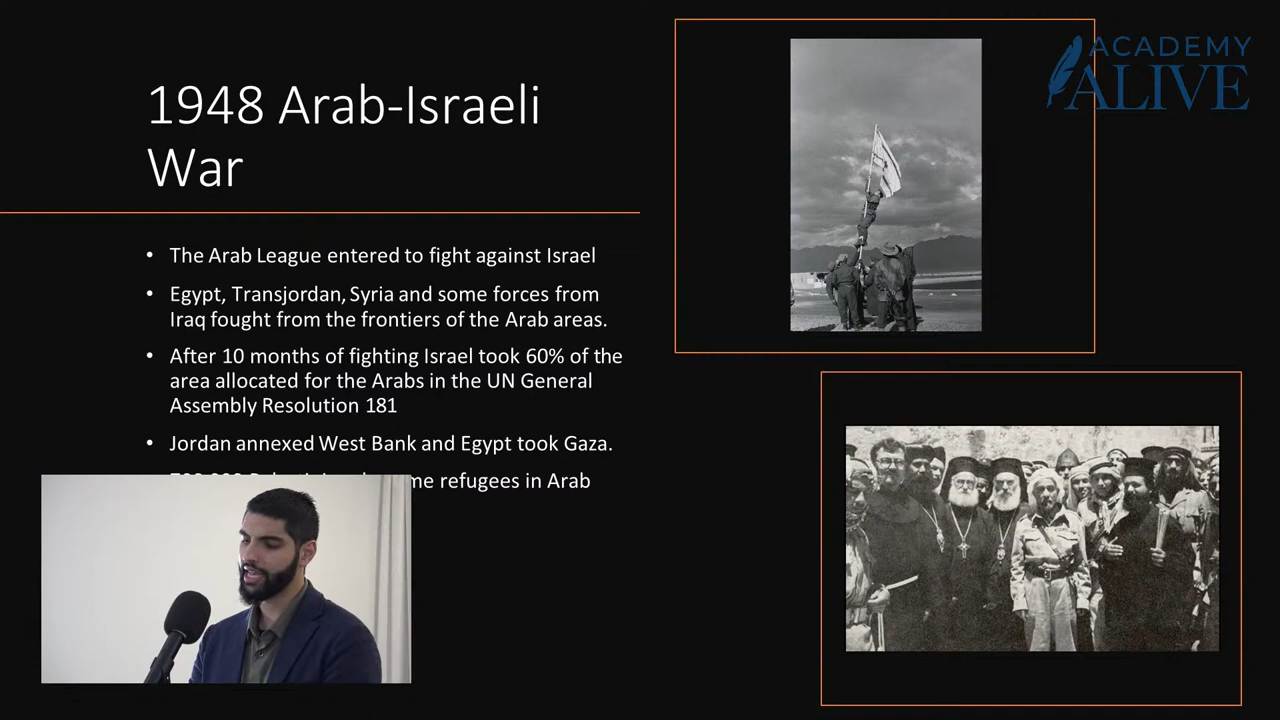 1948 Arab-Israeli
War
• The Arab League entered to fight against Israel
• Egypt, Transjordan, Syria and some forces from
Iraq fought from the frontiers of the Arab areas.
• After 10 months of fighting Israel took 60% of the
area allocated for the Arabs in the UN General
Assembly Resolution 181
• Jordan annexed West Bank and Egypt took Gaza.
refugees in Arab
ACADEMY
ALIVE